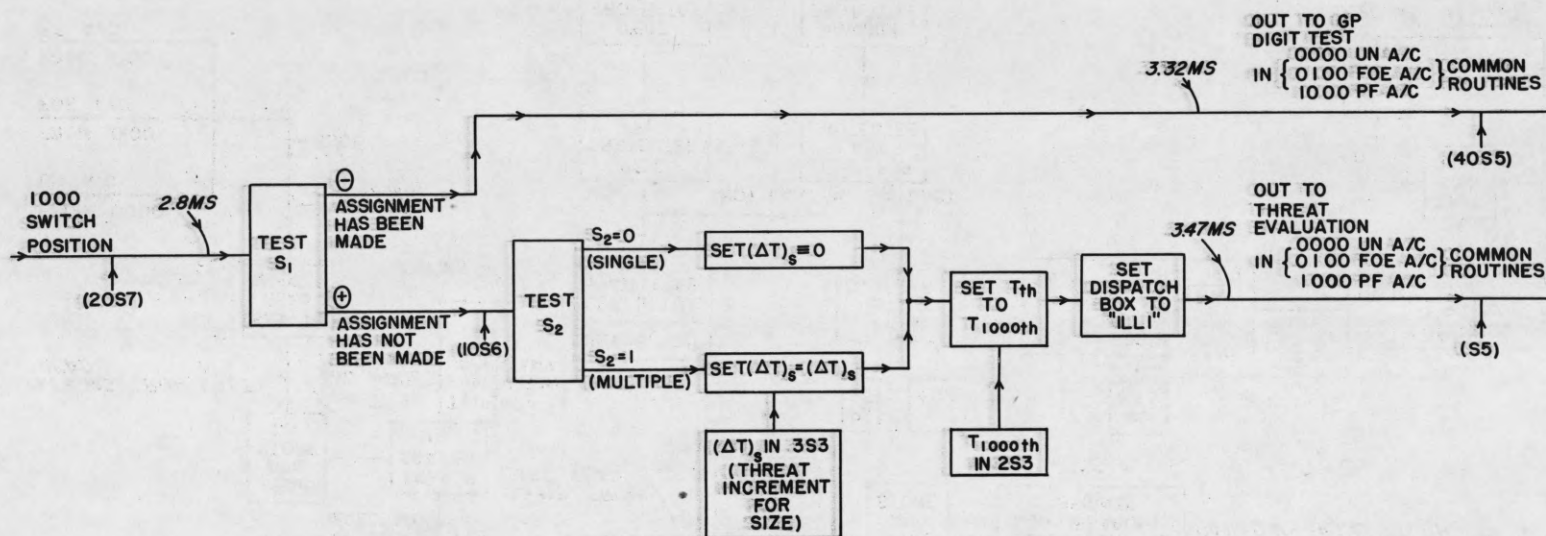 OUT TO GP
DIGIT TEST
IN { 0000 UN A/C
0100 FOE A/C
1000 PF A/C } COMMON
ROUTINES
3.32MS
(40S5)
1000
SWITCH
POSITION
2.8MS
(20S7)
TEST
S1
⊖
ASSIGNMENT
HAS BEEN
MADE
⊕
ASSIGNMENT
HAS NOT
BEEN MADE
(10S6)
TEST
S2
S2=0
(SINGLE)
S2=1
(MULTIPLE)
SET(ΔT)s≡0
SET(ΔT)s=(ΔT)s
(ΔT)s IN 3S3
(THREAT
INCREMENT
FOR
SIZE)
SET Tth
TO
T1000th
T1000th
IN 2S3
SET
DISPATCH
BOX TO
"ILL1"
3.47MS
OUT TO
THREAT
EVALUATION
IN { 0000 UN A/C
0100 FOE A/C
1000 PF A/C } COMMON
ROUTINES
(S5)